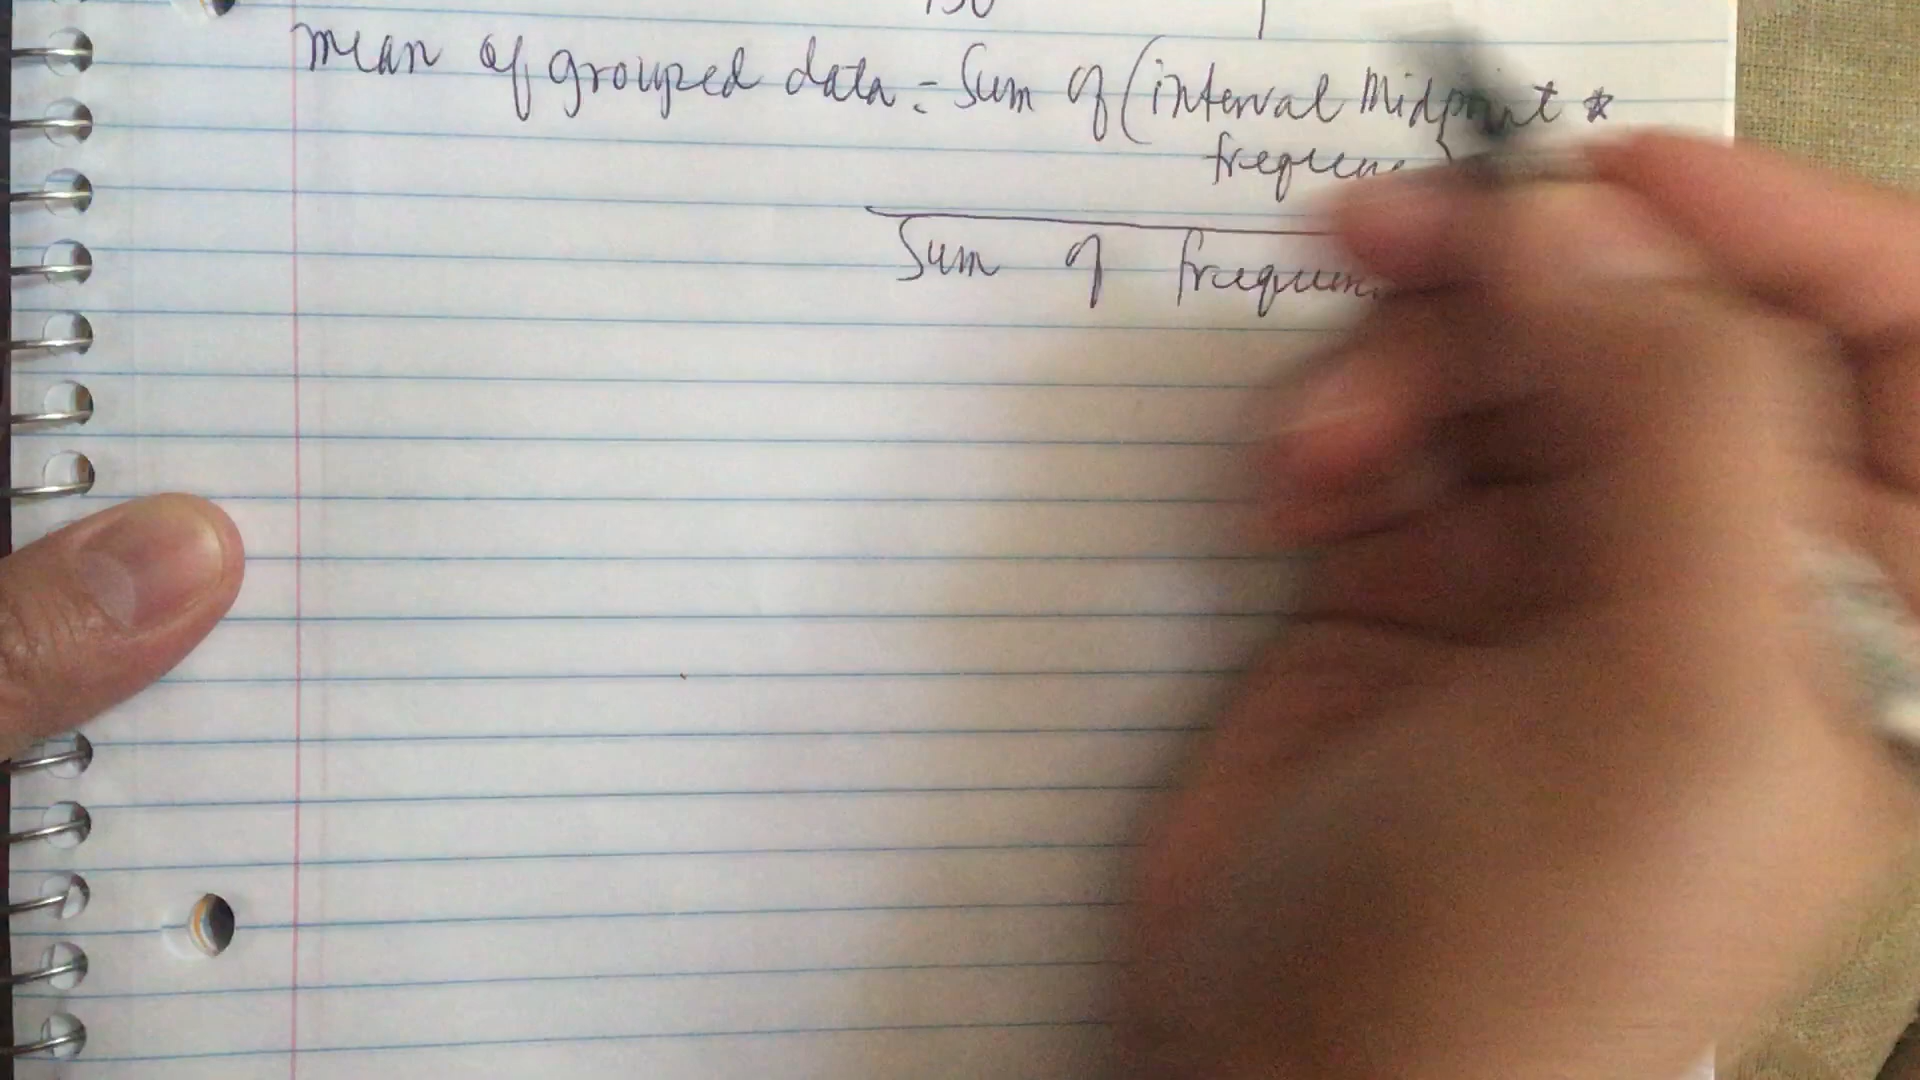 mean of grouped data = Sum of (interval Midpoint *
Sum of